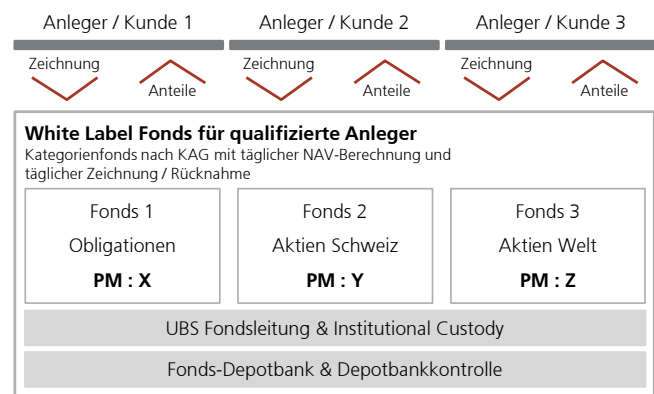 Anleger / Kunde 1 Anleger / Kunde 2 Anleger / Kunde 3
Zeichnung Zeichnung Zeichnung
Anteile Anteile Anteile
White Label Fonds für qualifizierte Anleger
Kategorienfonds nach KAG mit täglicher NAV-Berechnung und
täglicher Zeichnung / Rücknahme
Fonds 1 Fonds 2 Fonds 3
Obligationen Aktien Schweiz Aktien Welt
PM : X PM : Y PM : Z
UBS Fondsleitung & Institutional Custody
Fonds-Depotbank & Depotbankkontrolle